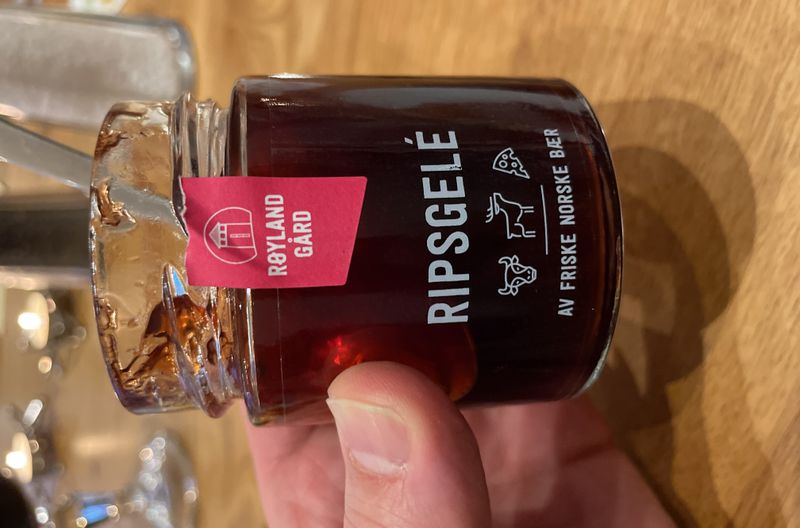 RØYLAND
GÅRD
RIPSGELÉ
AV FRISKE NORSKE BÆR